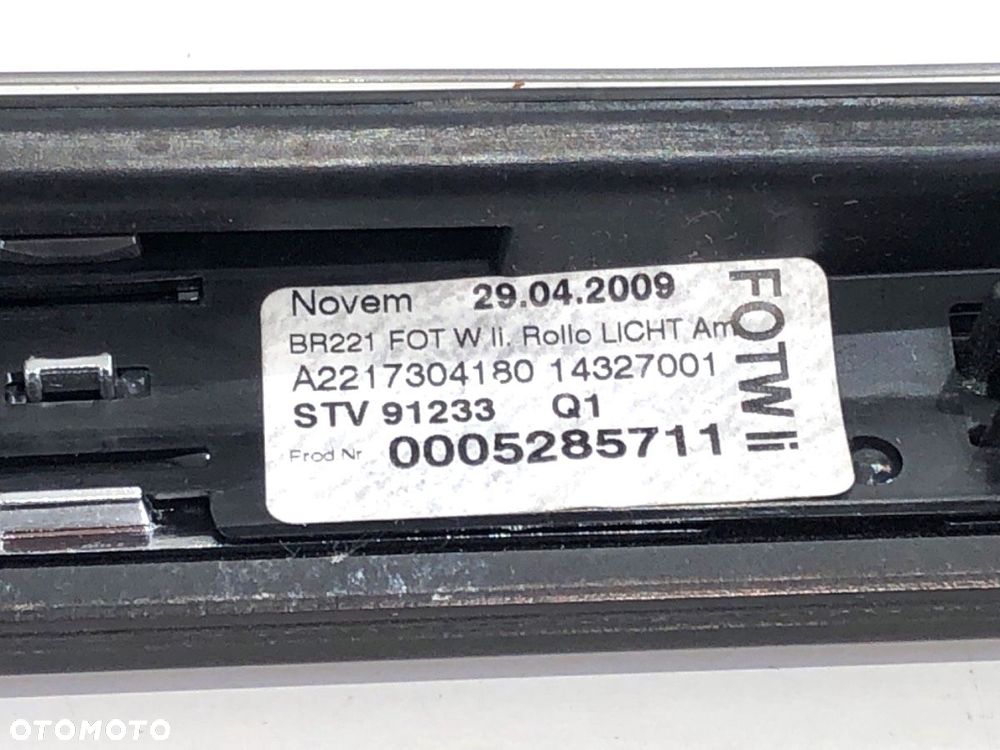 Novem 29.04.2009
BR221 FOT W li. Rollo LICHT Am
A2217304180 14327001
STV 91233 Q1
Frod Nr 0005285711
FOTW li
OTOMOTO